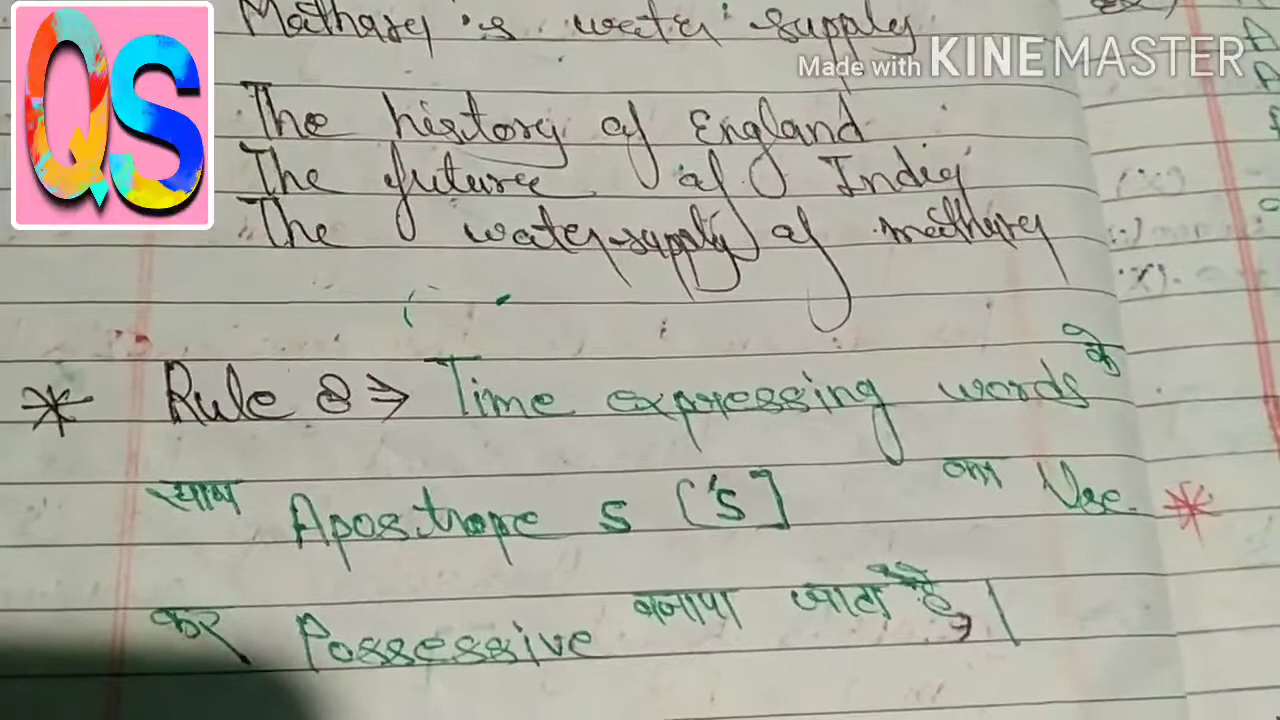 QS
Made with KINEMASTER
Mathary's water supply
The history of England
The future of India
The water supply of mathary
* Rule 8 ⇒ Time expressing words के
साथ Apostrope s ['s] का Use
कर Possessive बनाया जाता है।